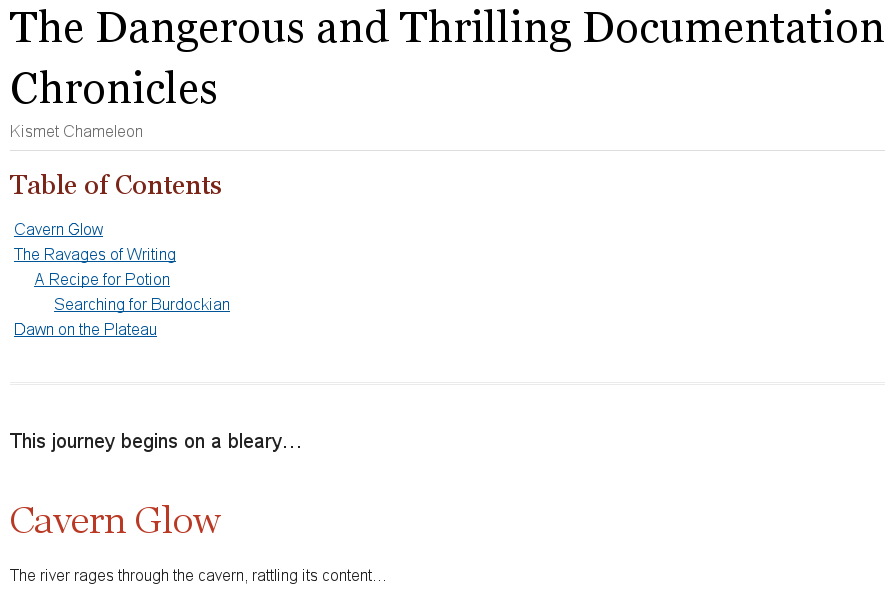 The Dangerous and Thrilling Documentation
Chronicles
Kismet Chameleon
Table of Contents
Cavern Glow
The Ravages of Writing
A Recipe for Potion
Searching for Burdockian
Dawn on the Plateau
This journey begins on a bleary…
Cavern Glow
The river rages through the cavern, rattling its content…